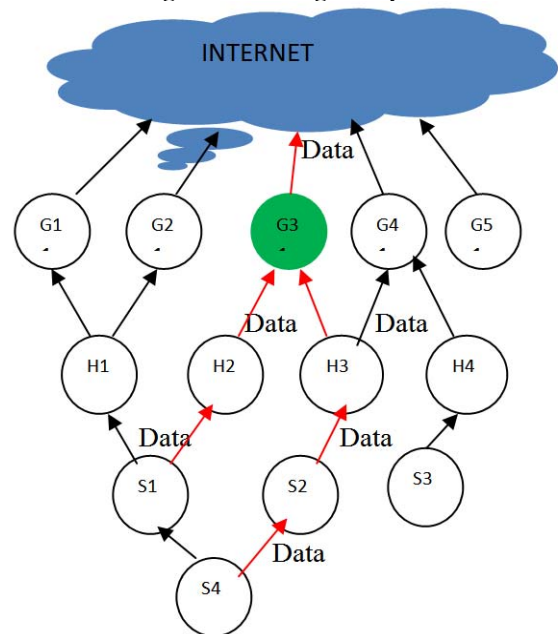 INTERNET
Data
G1
G2
G3
G4
G5
Data
Data
H1
H2
H3
H4
Data
Data
S1
S2
S3
Data
S4